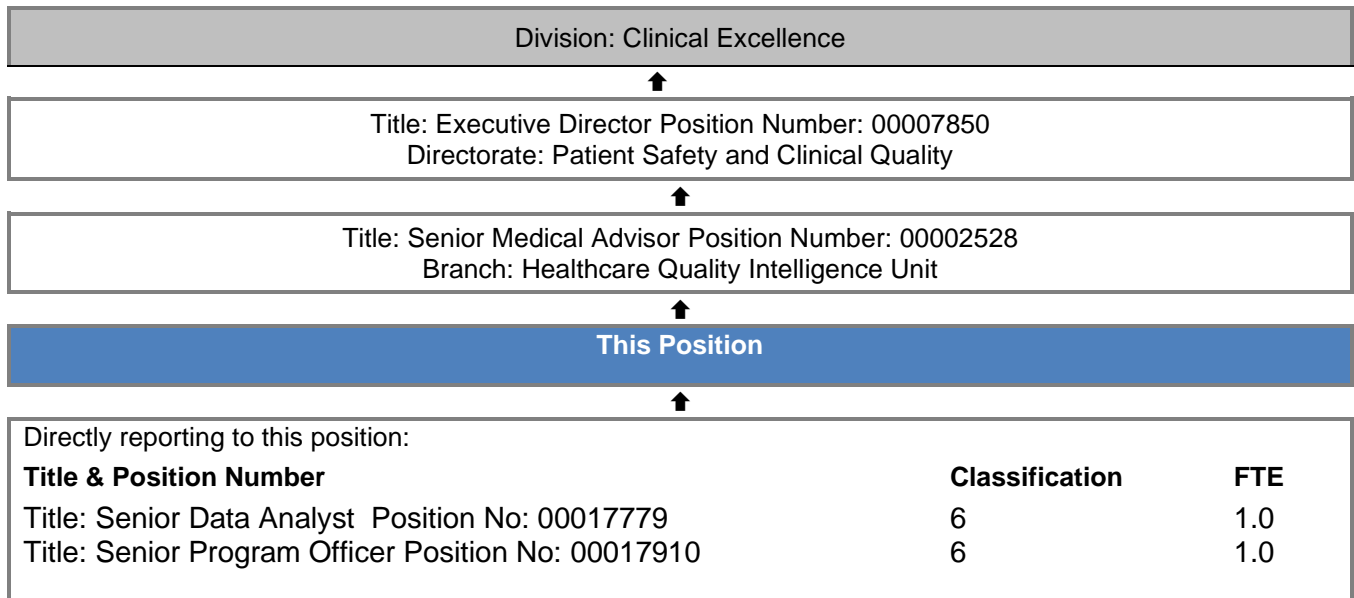 Division: Clinical Excellence
Title: Executive Director Position Number: 00007850
Directorate: Patient Safety and Clinical Quality
Title: Senior Medical Advisor Position Number: 00002528
Branch: Healthcare Quality Intelligence Unit
This Position
Directly reporting to this position:
Title & Position Number Classification FTE
Title: Senior Data Analyst Position No: 00017779 6 1.0
Title: Senior Program Officer Position No: 00017910 6 1.0